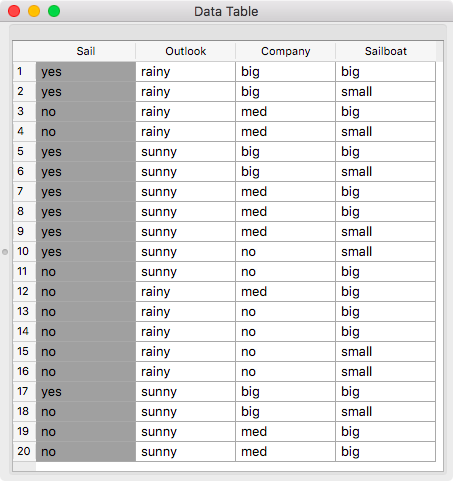 Data Table
Sail Outlook Company Sailboat
1 yes rainy big big
2 yes rainy big small
3 no rainy med big
4 no rainy med small
5 yes sunny big big
6 yes sunny big small
7 yes sunny med big
8 yes sunny med big
9 yes sunny med small
10 yes sunny no small
11 no sunny no big
12 no rainy med big
13 no rainy no big
14 no rainy no big
15 no rainy no small
16 no rainy no small
17 yes sunny big big
18 no sunny big small
19 no sunny med big
20 no sunny med big